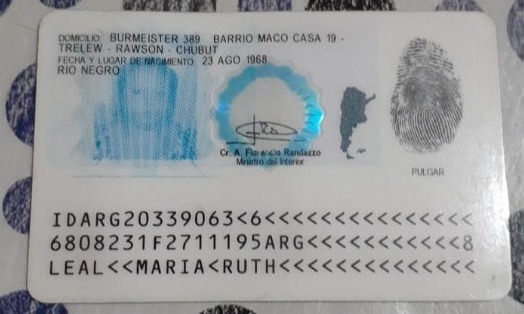 DOMICILIO: BURMEISTER 389 BARRIO MACO CASA 19 -
TRELEW - RAWSON - CHUBUT
FECHA Y LUGAR DE NACIMIENTO: 23 AGO 1968
RIO NEGRO
Cr. A. Florencio Randazzo
Ministro del Interior
PULGAR
IDARG20339063<6<<<<<<<<<<<<<<<
6808231F2711195ARG<<<<<<<<<<<8
LEAL<<MARIA<RUTH<<<<<<<<<<<<<<